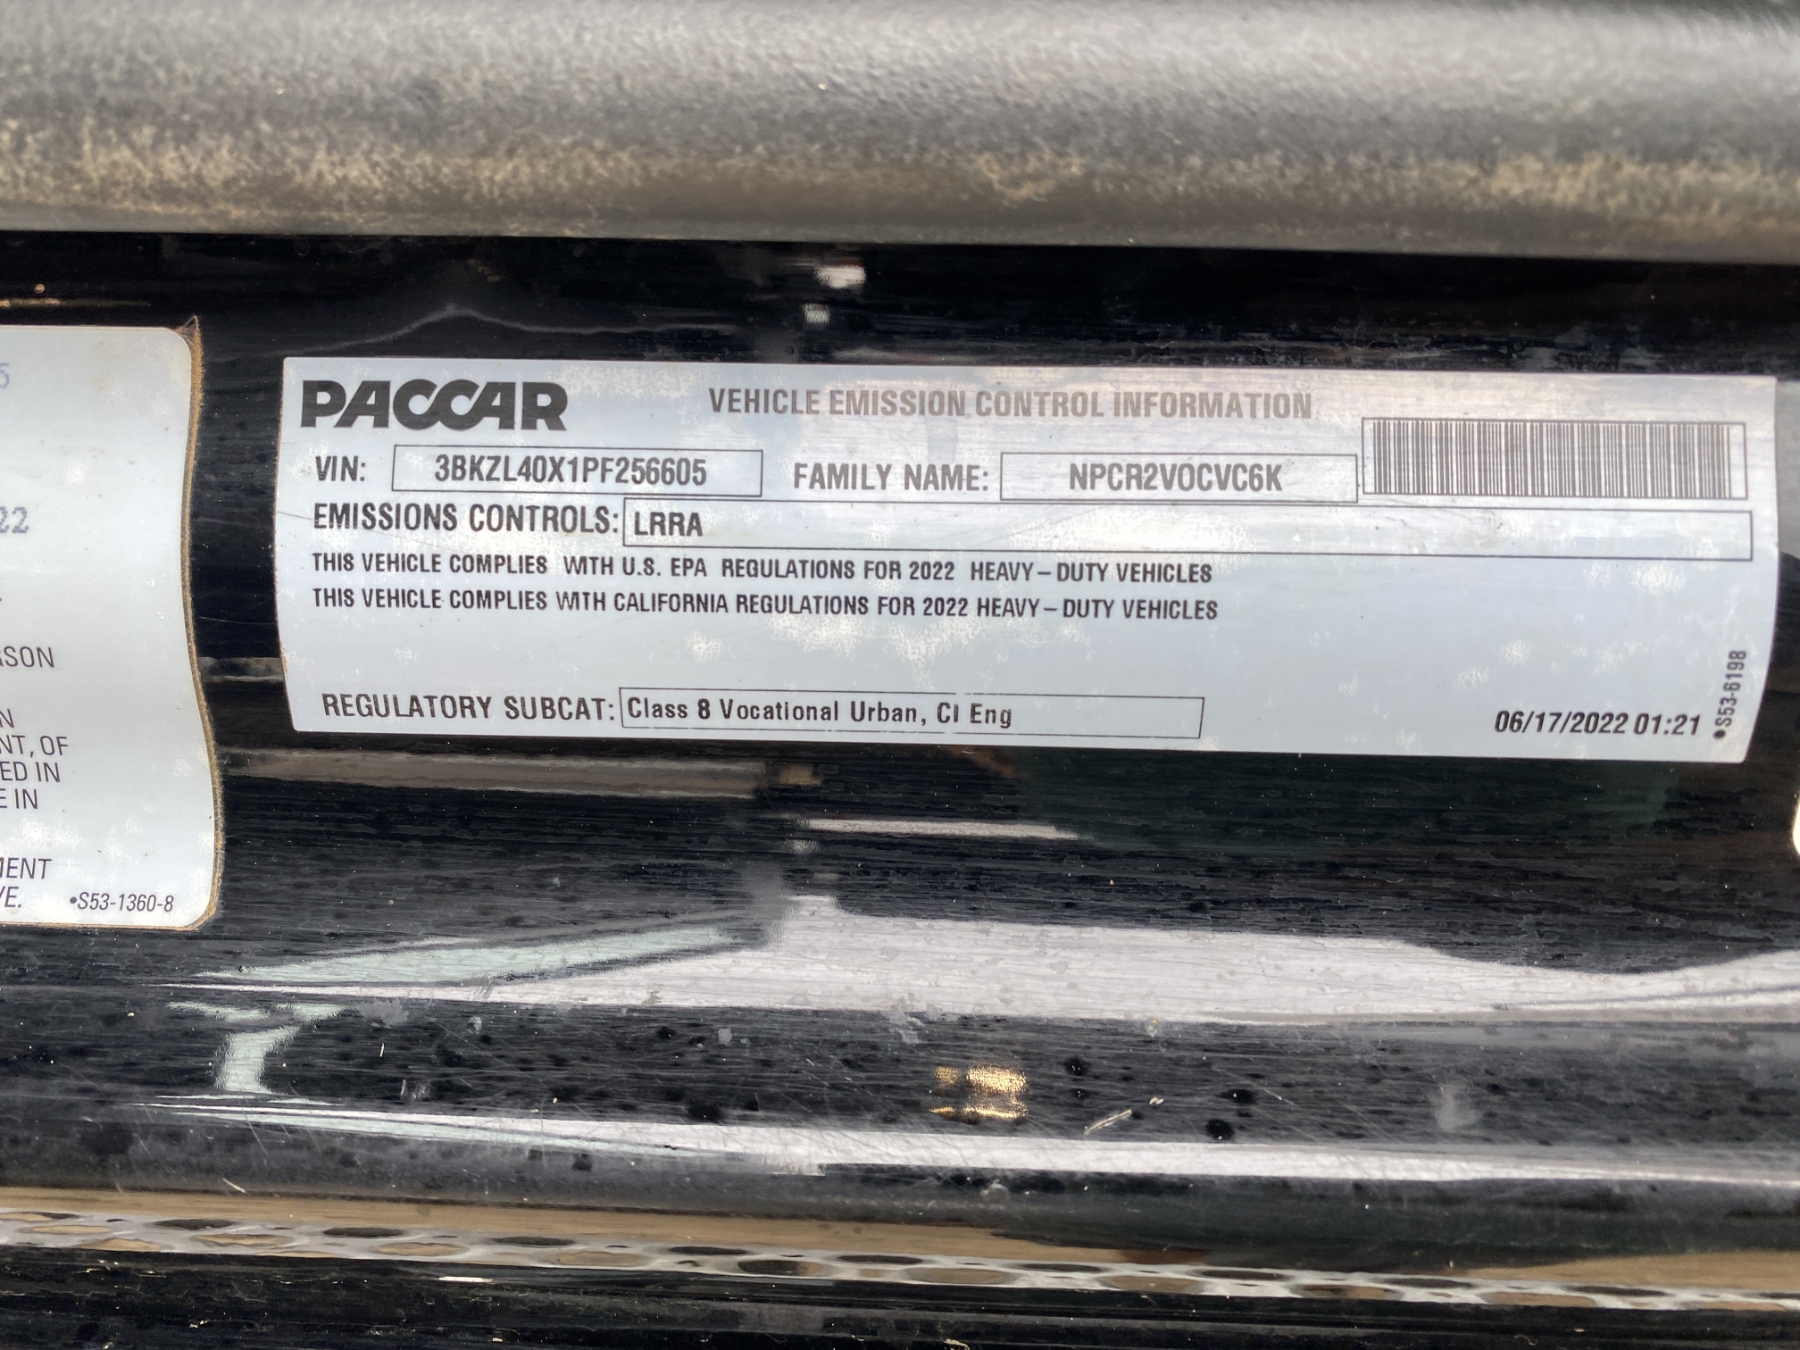 5
22
SON
N
NT, OF
ED IN
E IN
MENT
VE.
•S53-1360-8
PACCAR
VEHICLE EMISSION CONTROL INFORMATION
VIN: 3BKZL40X1PF256605 FAMILY NAME: NPCR2VOCVC6K
EMISSIONS CONTROLS: LRRA
THIS VEHICLE COMPLIES WITH U.S. EPA REGULATIONS FOR 2022 HEAVY-DUTY VEHICLES
THIS VEHICLE COMPLIES WITH CALIFORNIA REGULATIONS FOR 2022 HEAVY-DUTY VEHICLES
REGULATORY SUBCAT: Class 8 Vocational Urban, CI Eng
06/17/2022 01:21
•S53-6198